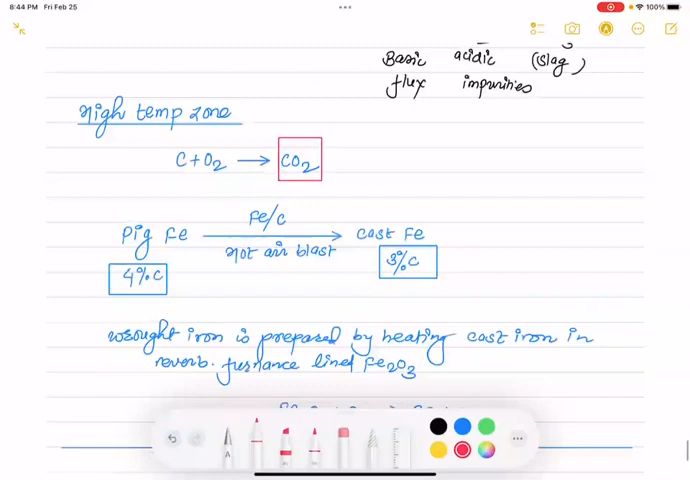 8:44 PM Fri Feb 25
100%
Basic acidic (slag)
flux impurities
High temp zone
C + O2 → CO2
Pig Fe Fe/C → cast Fe
Hot air blast
4% C 3% C
wrought iron is prepared by heating cast iron in
reverb. furnance lined Fe2O3
A